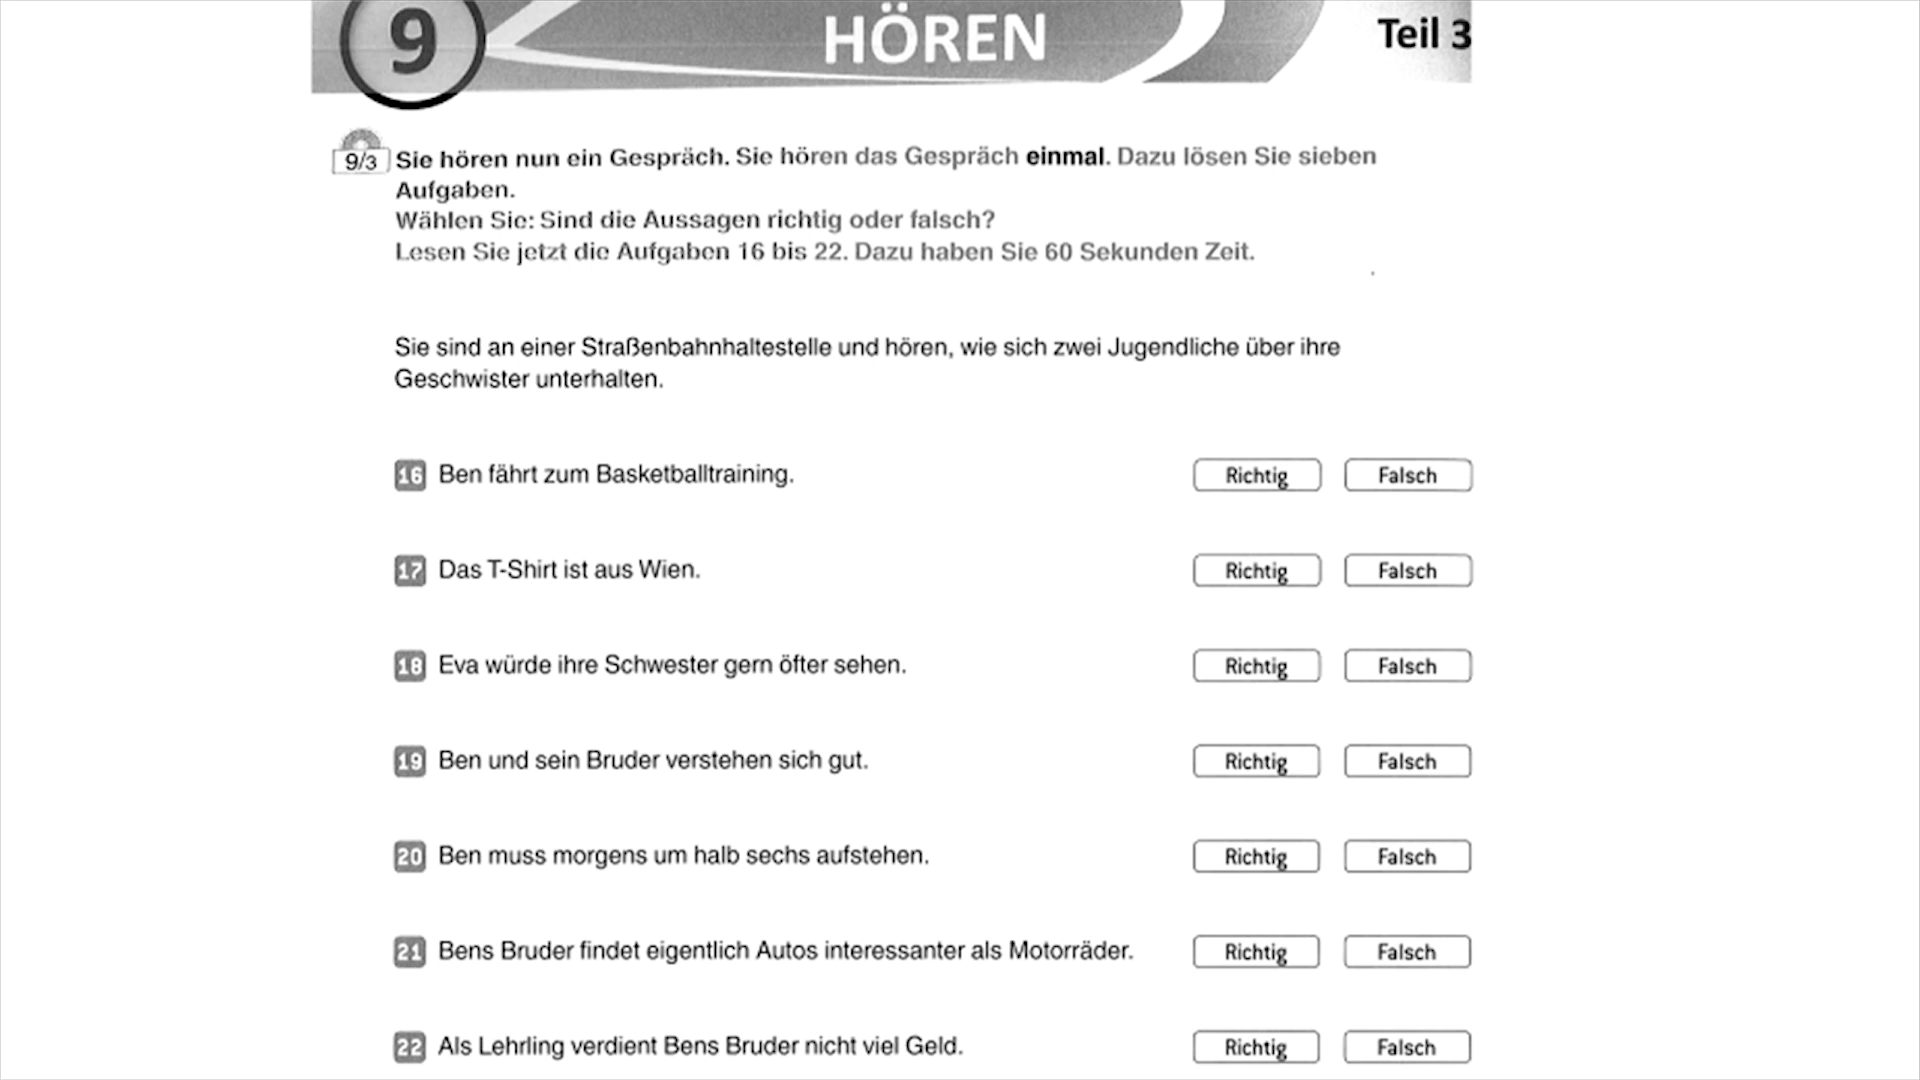 9 HÖREN Teil 3
9/3 Sie hören nun ein Gespräch. Sie hören das Gespräch einmal. Dazu lösen Sie sieben
Aufgaben.
Wählen Sie: Sind die Aussagen richtig oder falsch?
Lesen Sie jetzt die Aufgaben 16 bis 22. Dazu haben Sie 60 Sekunden Zeit.
Sie sind an einer Straßenbahnhaltestelle und hören, wie sich zwei Jugendliche über ihre
Geschwister unterhalten.
16 Ben fährt zum Basketballtraining. Richtig Falsch
17 Das T-Shirt ist aus Wien. Richtig Falsch
18 Eva würde ihre Schwester gern öfter sehen. Richtig Falsch
19 Ben und sein Bruder verstehen sich gut. Richtig Falsch
20 Ben muss morgens um halb sechs aufstehen. Richtig Falsch
21 Bens Bruder findet eigentlich Autos interessanter als Motorräder. Richtig Falsch
22 Als Lehrling verdient Bens Bruder nicht viel Geld. Richtig Falsch